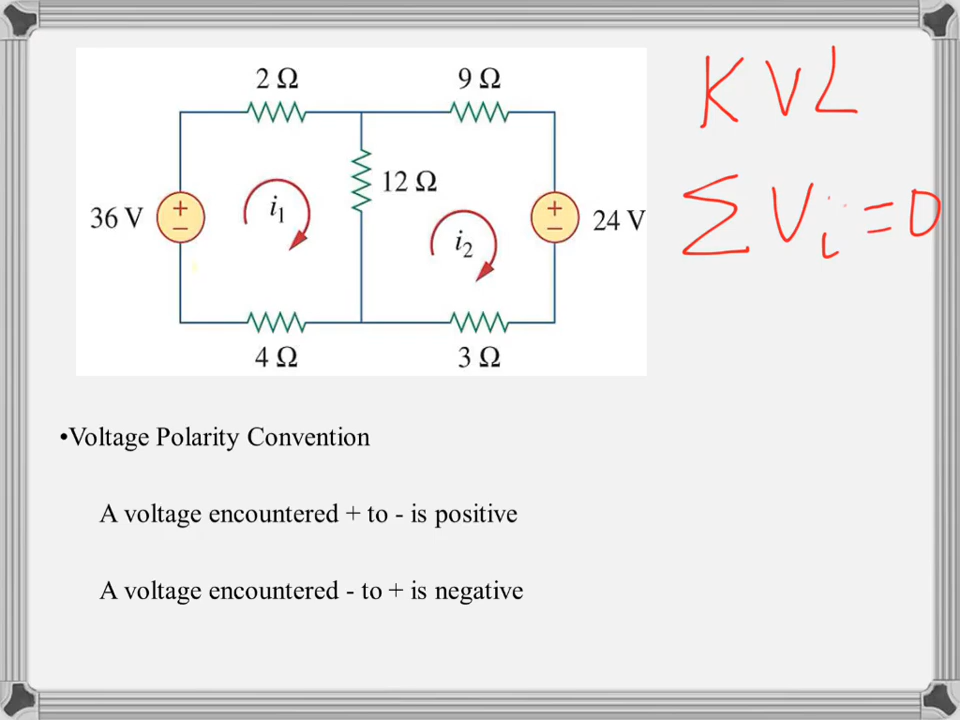 2 Ω
9 Ω
KVL
12 Ω
36 V
+
−
i1
i2
+
−
24 V
∑ Vi = 0
4 Ω
3 Ω
•Voltage Polarity Convention
A voltage encountered + to - is positive
A voltage encountered - to + is negative